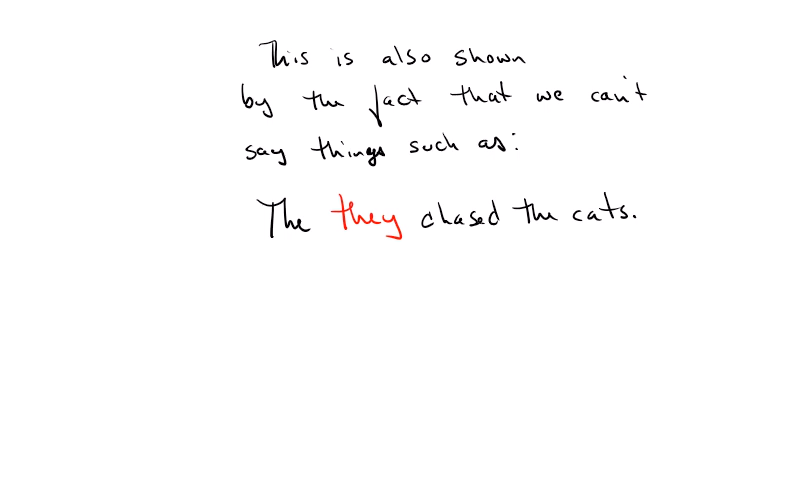 This is also shown
by the fact that we can't
say things such as:
The they chased the cats.